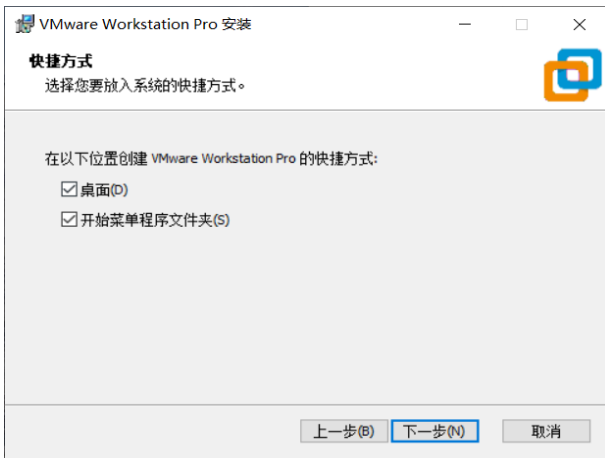 VMware Workstation Pro 安装
快捷方式
选择您要放入系统的快捷方式。
在以下位置创建 VMware Workstation Pro 的快捷方式:
桌面(D)
开始菜单程序文件夹(S)
上一步(B) 下一步(N) 取消